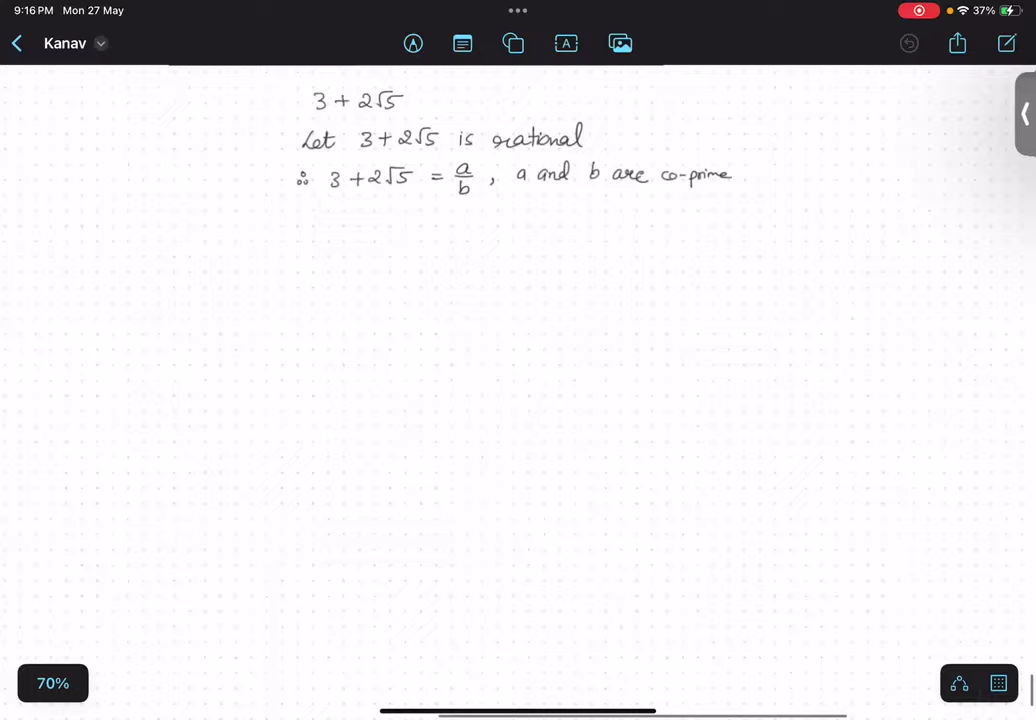 9:16 PM Mon 27 May
37%
Kanav
A
3 + 2√5
Let 3 + 2√5 is rational
∴ 3 + 2√5 = a/b , a and b are co-prime
70%